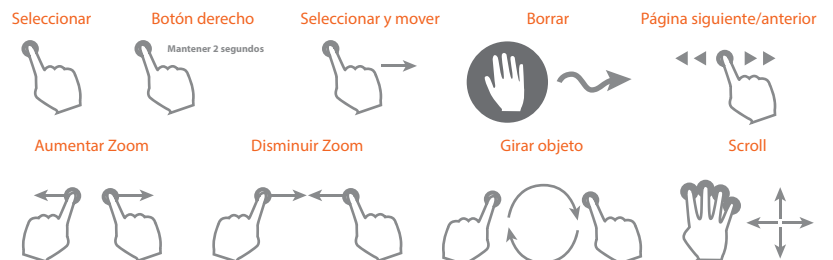 Seleccionar
Botón derecho
Seleccionar y mover
Borrar
Página siguiente/anterior
Mantener 2 segundos
Aumentar Zoom
Disminuir Zoom
Girar objeto
Scroll